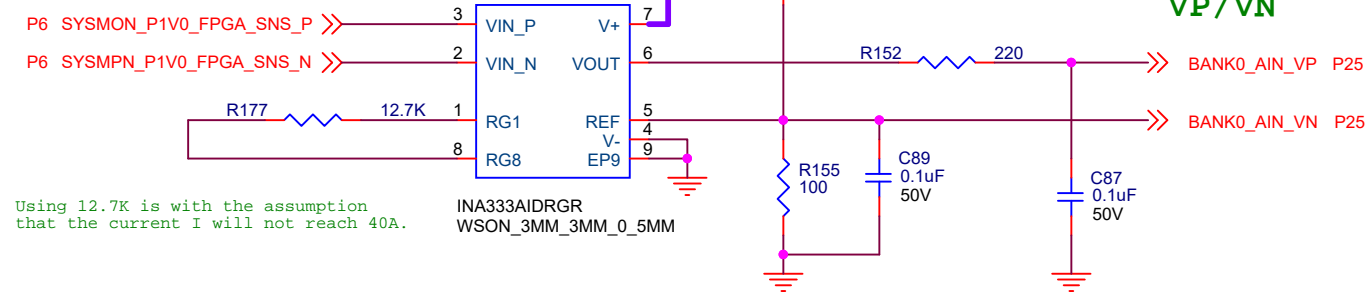 VP/VN
P6 SYSMON_P1V0_FPGA_SNS_P
3
VIN_P
V+
7
P6 SYSMPN_P1V0_FPGA_SNS_N
2
VIN_N
VOUT
6
R152
220
BANK0_AIN_VP P25
R177
12.7K
1
RG1
REF
5
BANK0_AIN_VN P25
V-
4
8
RG8
EP9
9
R155
100
C89
0.1uF
50V
C87
0.1uF
50V
Using 12.7K is with the assumption
that the current I will not reach 40A.
INA333AIDRGR
WSON_3MM_3MM_0_5MM